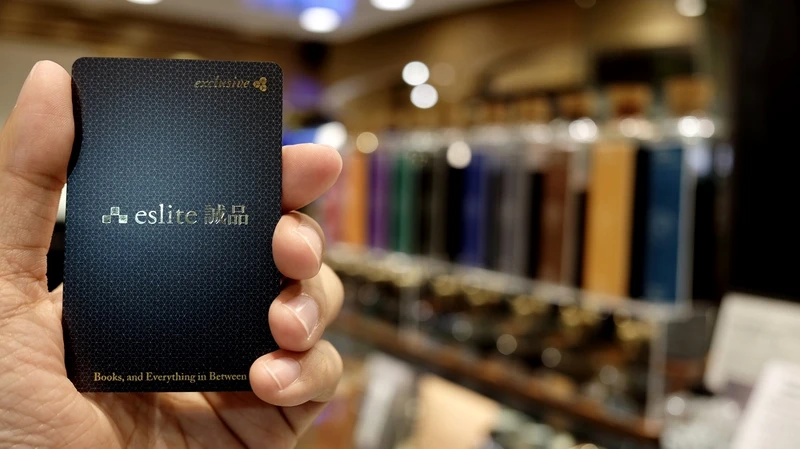 exclusive
eslite 誠品
Books, and Everything in Between